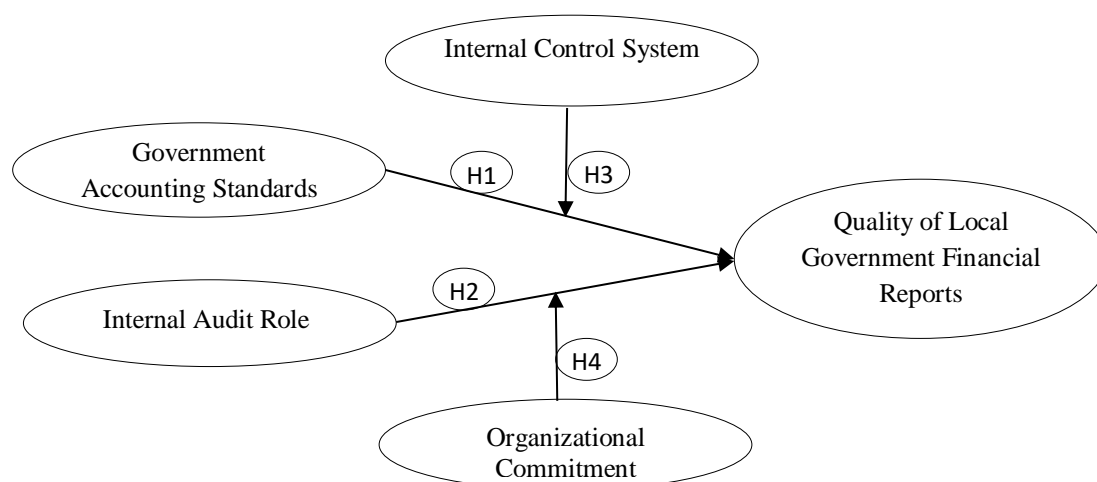 Internal Control System
Government
Accounting Standards
H1
H3
Quality of Local
Government Financial
Reports
H2
Internal Audit Role
H4
Organizational
Commitment